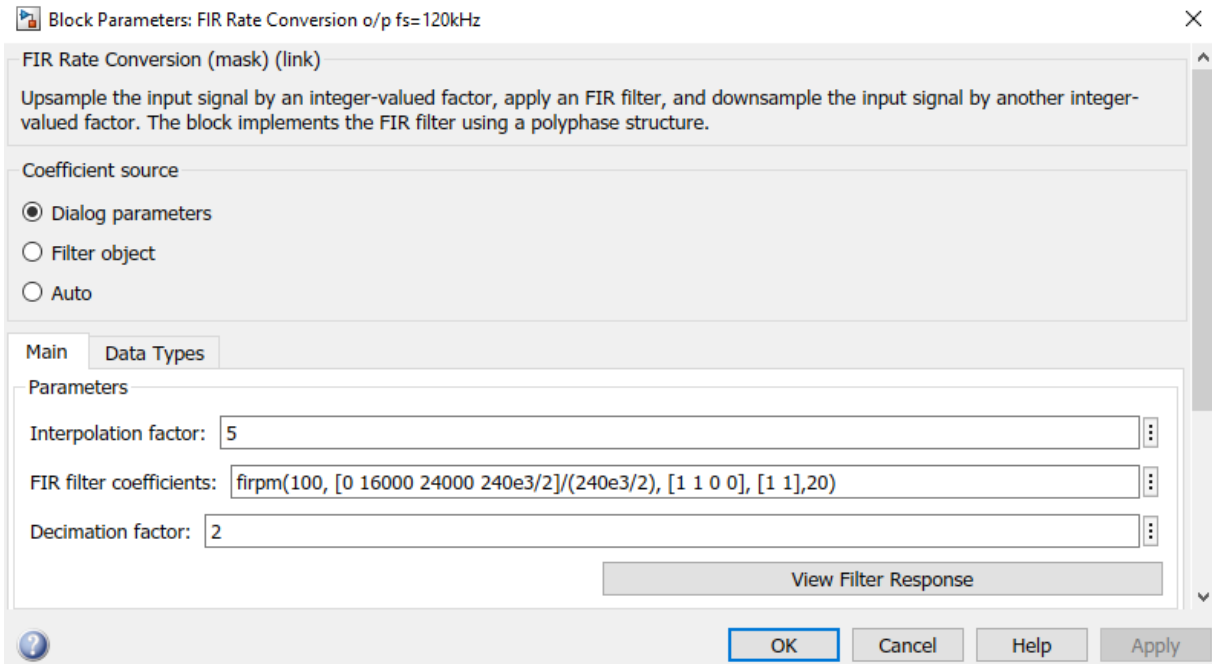 Block Parameters: FIR Rate Conversion o/p fs=120kHz
FIR Rate Conversion (mask) (link)
Upsample the input signal by an integer-valued factor, apply an FIR filter, and downsample the input signal by another integer-
valued factor. The block implements the FIR filter using a polyphase structure.
Coefficient source
Dialog parameters
Filter object
Auto
Main Data Types
Parameters
Interpolation factor: 5
FIR filter coefficients: firpm(100, [0 16000 24000 240e3/2]/(240e3/2), [1 1 0 0], [1 1],20)
Decimation factor: 2
View Filter Response
OK Cancel Help Apply